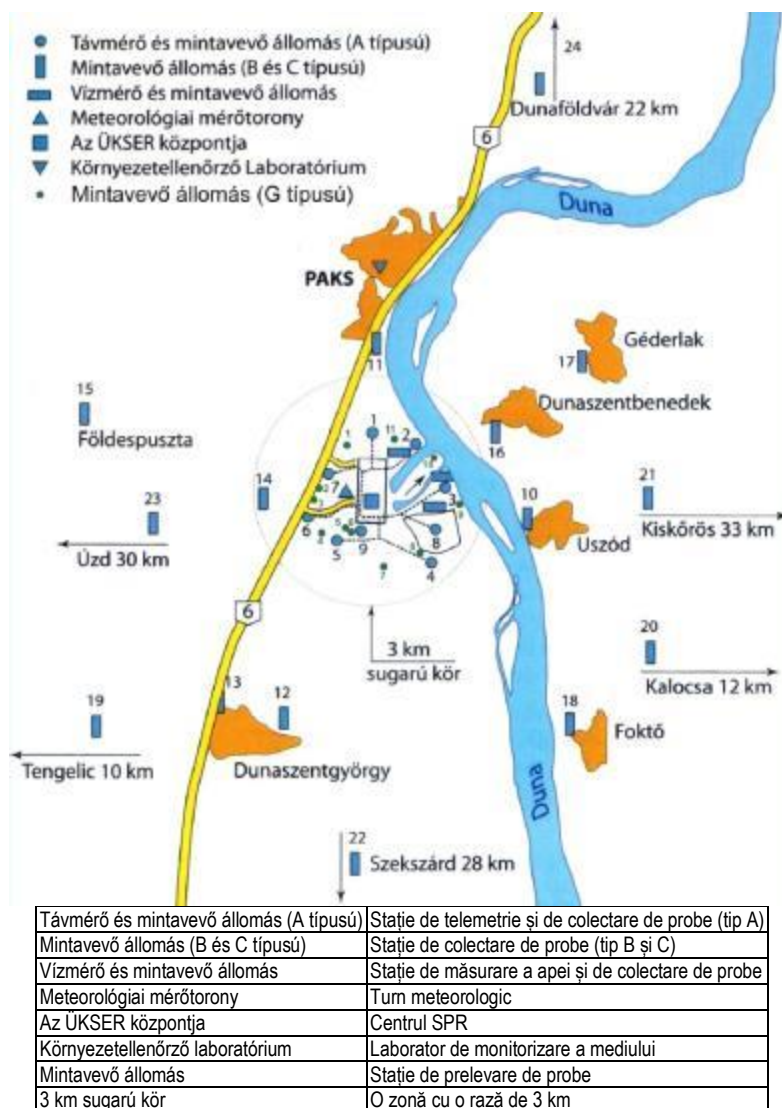 Távmérő és mintavevő állomás (A típusú)
Mintavevő állomás (B és C típusú)
Vízmérő és mintavevő állomás
Meteorológiai mérőtorony
Az ÜKSER központja
Környezetellenőrző Laboratórium
Mintavevő állomás (G típusú)
24
Dunaföldvár 22 km
6
Duna
PAKS
11
Géderlak
17
15
Földespuszta
Dunaszentbenedek
16
1
1
11
2
14
23
Úzd 30 km
7
3
10
Uszód
21
Kiskőrös 33 km
6
5
9
8
4
7
6
3 km
sugarú kör
20
Kalocsa 12 km
19
Tengelic 10 km
13
12
Dunaszentgyörgy
18
Foktő
Duna
22
Szekszárd 28 km
Távmérő és mintavevő állomás (A típusú) Stație de telemetrie și de colectare de probe (tip A)
Mintavevő állomás (B és C típusú) Stație de colectare de probe (tip B și C)
Vízmérő és mintavevő állomás Stație de măsurare a apei și de colectare de probe
Meteorológiai mérőtorony Turn meteorologic
Az ÜKSER központja Centrul SPR
Környezetellenőrző laboratórium Laborator de monitorizare a mediului
Mintavevő állomás Stație de prelevare de probe
3 km sugarú kör O zonă cu o rază de 3 km